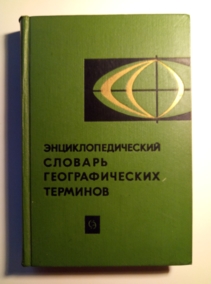 ЭНЦИКЛОПЕДИЧЕСКИЙ
СЛОВАРЬ
ГЕОГРАФИЧЕСКИХ
ТЕРМИНОВ